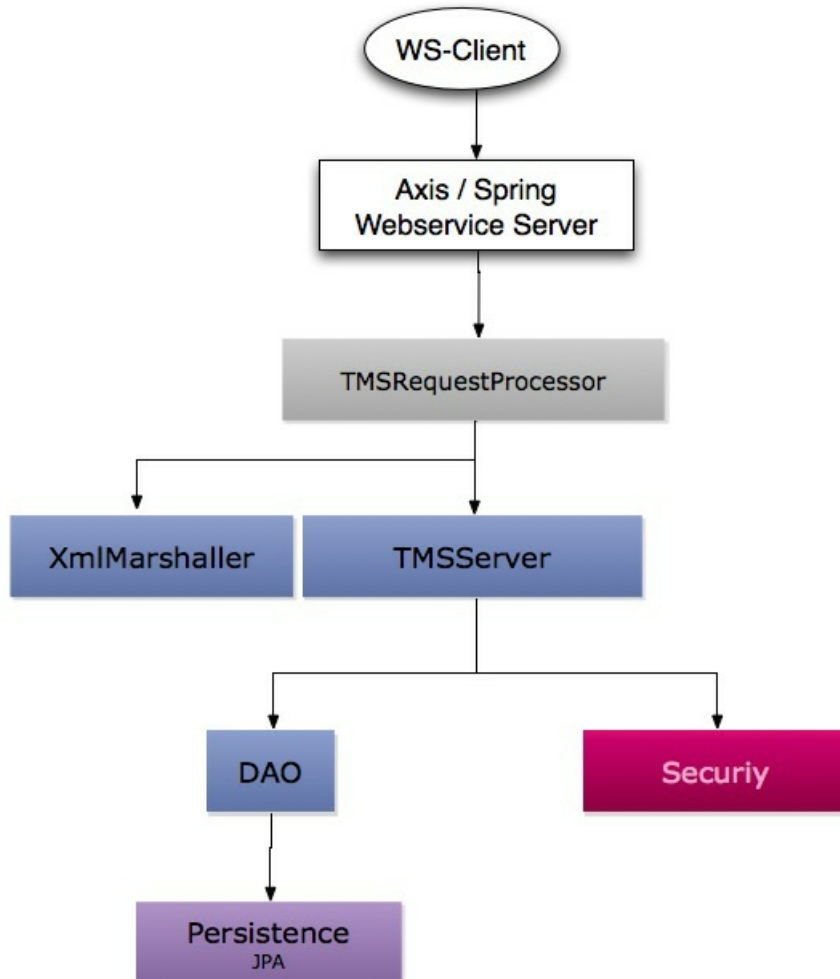 WS-Client
Axis / Spring
Webservice Server
TMSRequestProcessor
XmlMarshaller
TMSServer
DAO
Securiy
Persistence
JPA